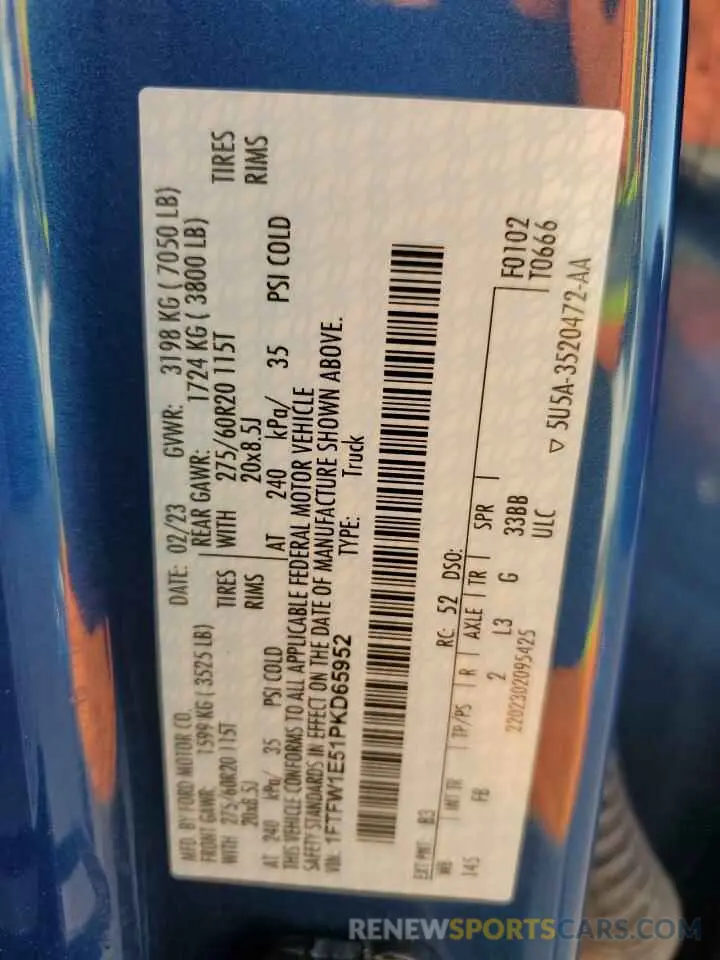 MFD. BY FORD MOTOR CO.
DATE: 02/23 GVWR: 3198 KG ( 7050 LB)
FRONT GAWR: 1599 KG ( 3525 LB) REAR GAWR: 1724 KG ( 3800 LB)
WITH 275/60R20 115T TIRES WITH 275/60R20 115T TIRES
20x8.5J RIMS 20x8.5J RIMS
AT 240 kPa/ 35 PSI COLD AT 240 kPa/ 35 PSI COLD
THIS VEHICLE CONFORMS TO ALL APPLICABLE FEDERAL MOTOR VEHICLE
SAFETY STANDARDS IN EFFECT ON THE DATE OF MANUFACTURE SHOWN ABOVE.
VIN: 1FTFW1E51PKD65952 TYPE: Truck
EXT PNT: B3 RC: 52 DSO:
WB INT TR TP/PS R AXLE TR SPR F0102
145 FB 2 L3 G 33BB T0666
2202302095425 ULC
▽ 5U5A-3520472-AA
RENEWSPORTSCARS.COM